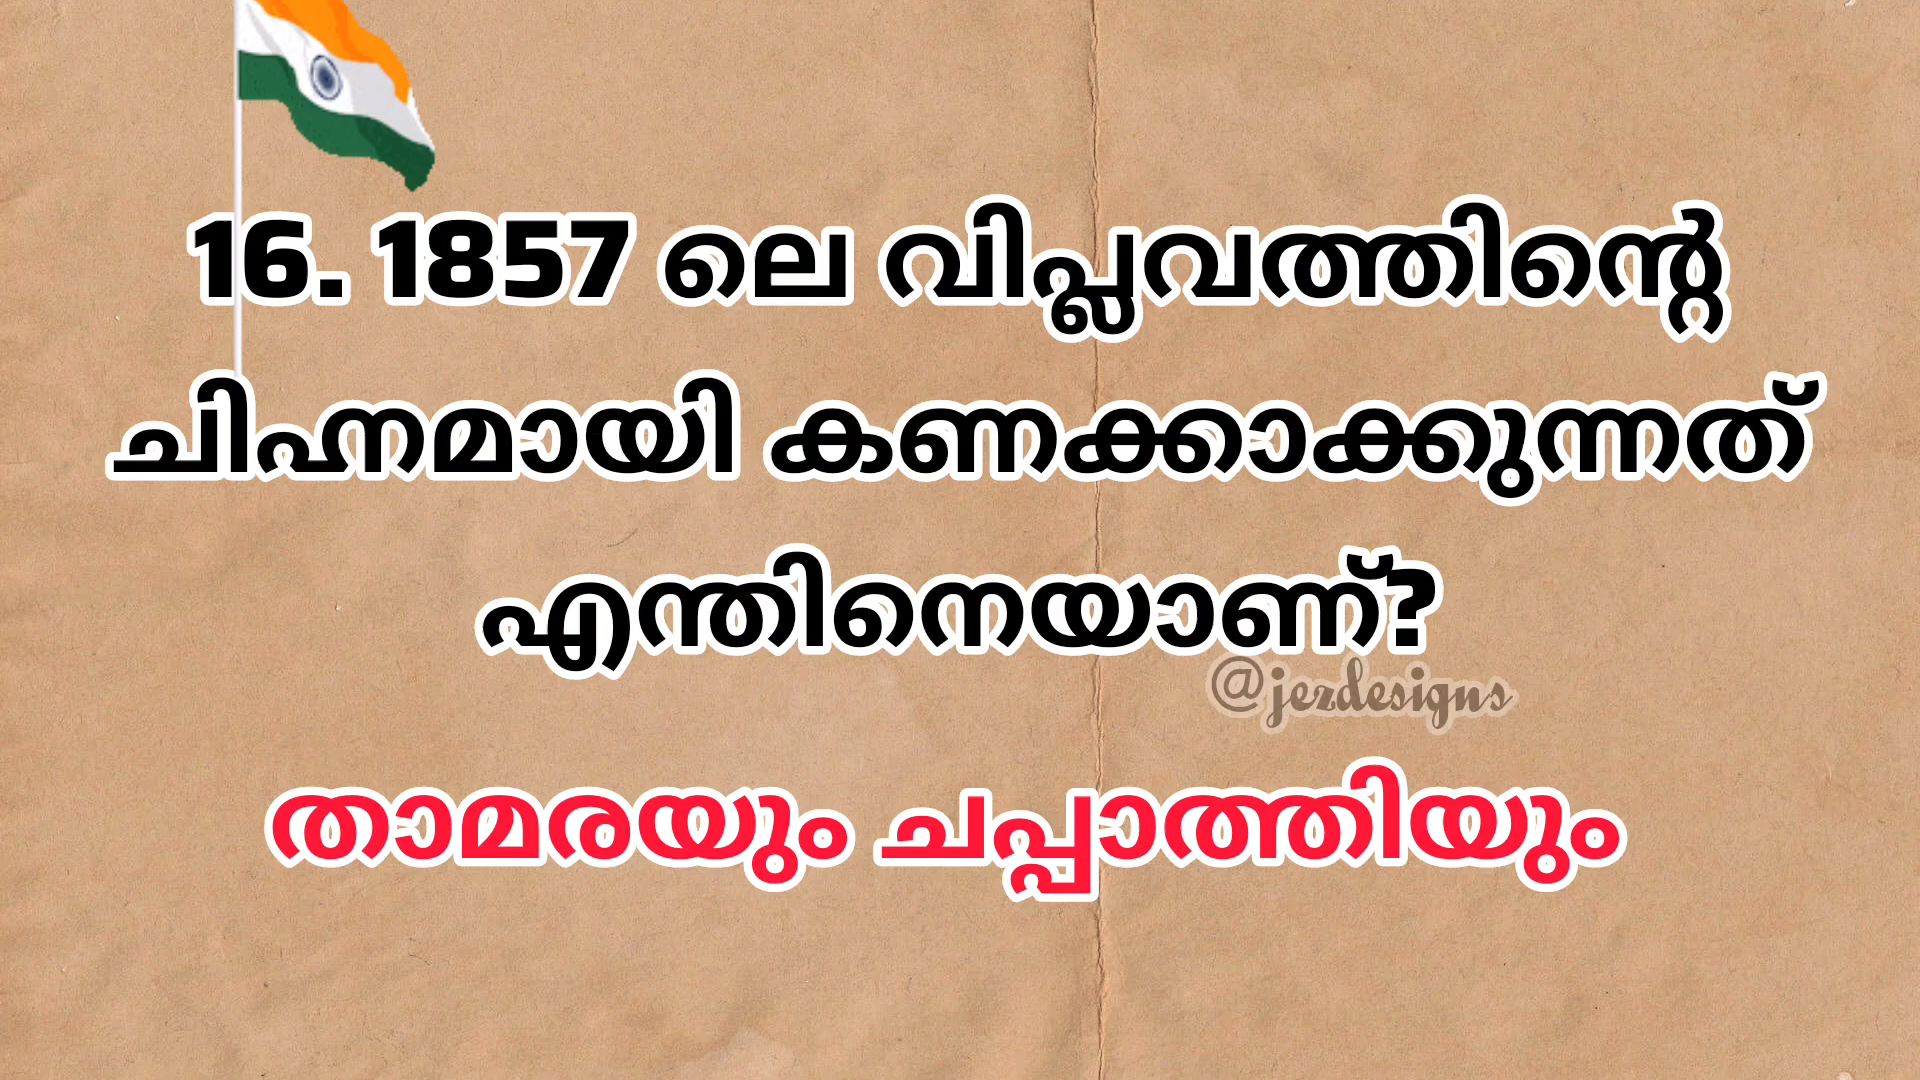 16. 1857 ലെ വിപ്ലവത്തിന്റെ
ചിഹ്നമായി കണക്കാക്കുന്നത്
എന്തിനെയാണ്?
@jezdesigns
താമരയും ചപ്പാത്തിയും